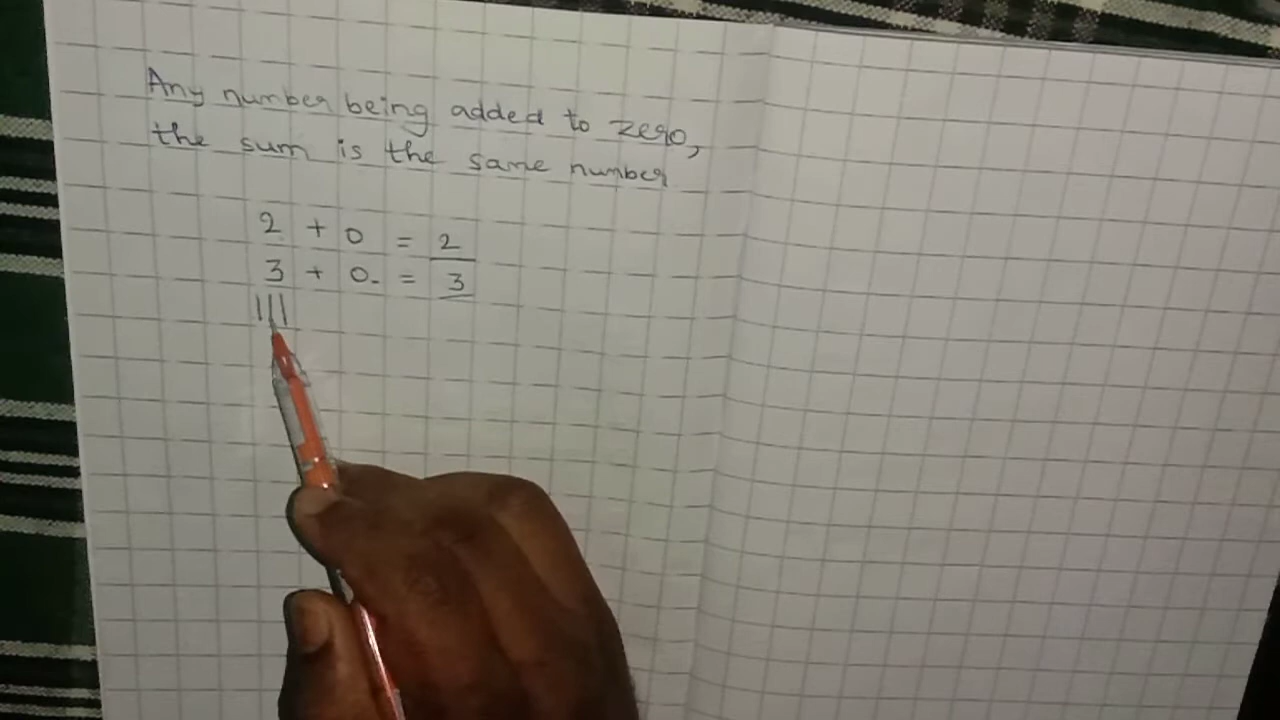 Any number being added to zero,
the sum is the same number
2 + 0 = 2
3 + 0. = 3
|||